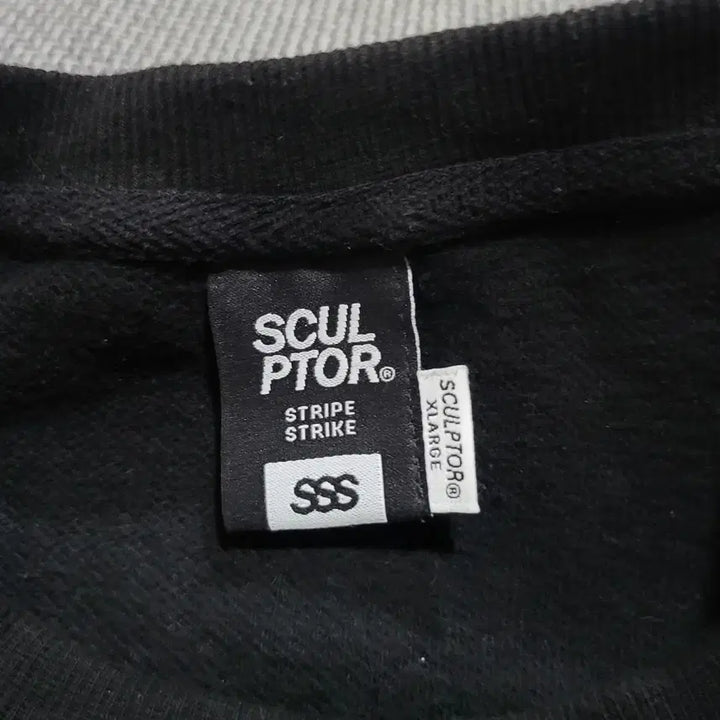 SCUL
PTOR®
STRIPE
STRIKE
SSS
SCULPTOR®
XLARGE